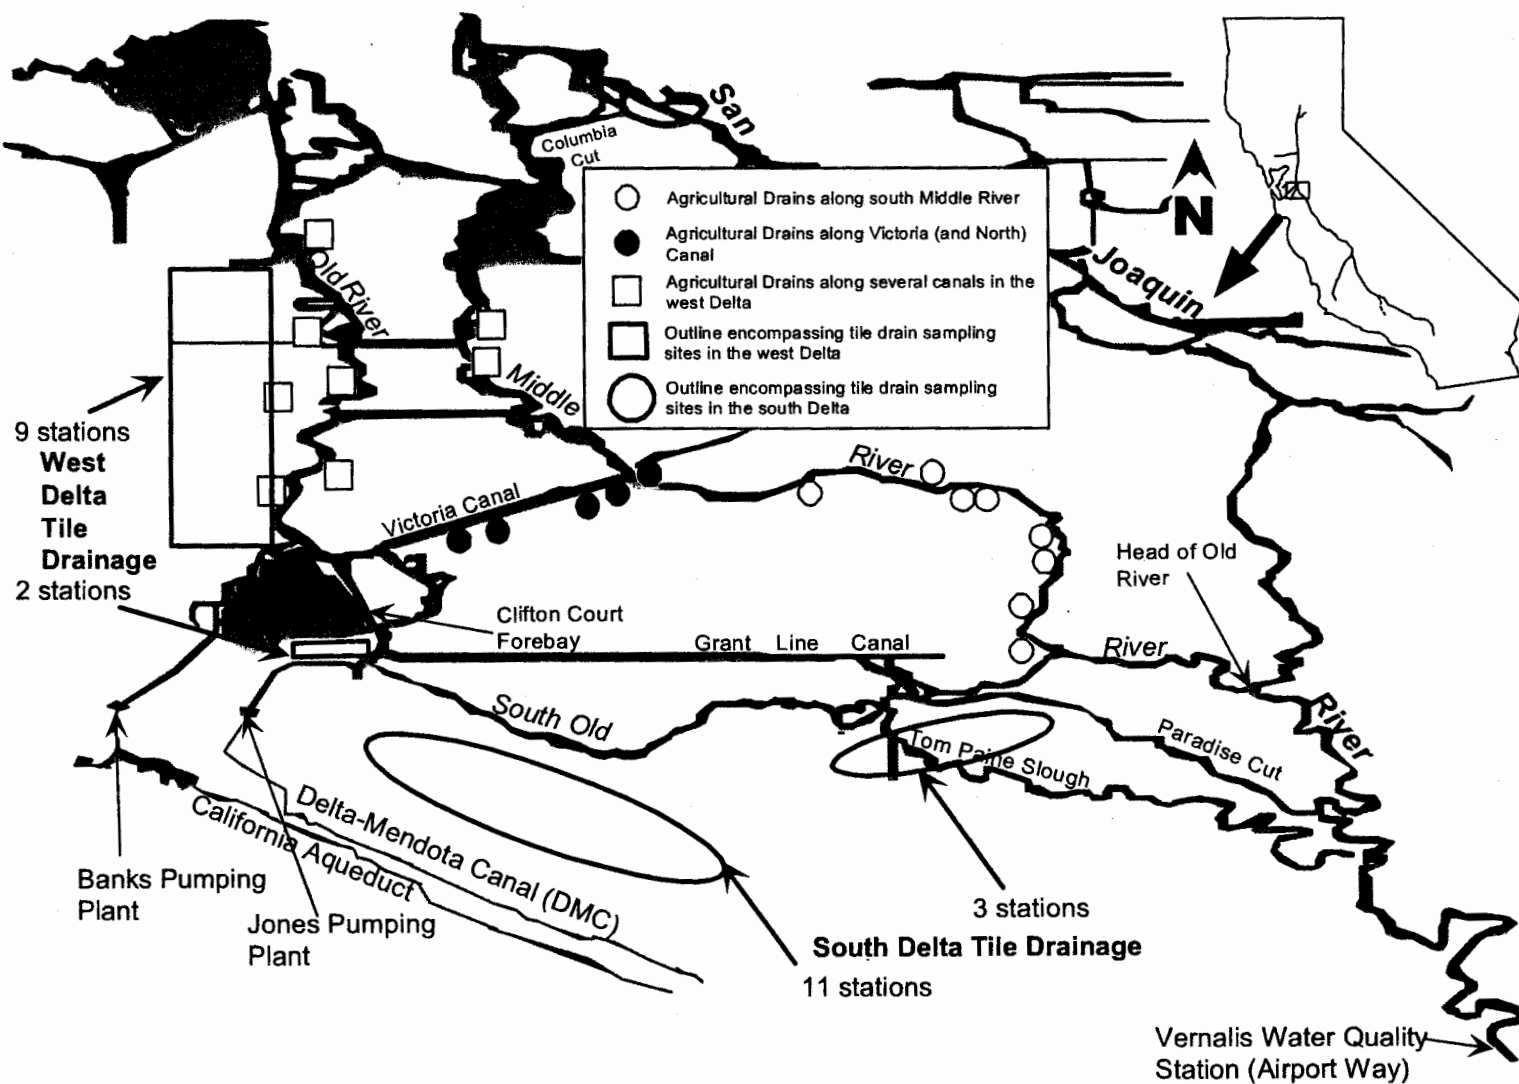 San
Columbia
Cut
Agricultural Drains along south Middle River
Agricultural Drains along Victoria (and North)
Canal
Agricultural Drains along several canals in the
west Delta
Outline encompassing tile drain sampling
sites in the west Delta
Outline encompassing tile drain sampling
sites in the south Delta
N
Joaquin
Old River
Middle
River
9 stations
West
Delta
Tile
Drainage
2 stations
Victoria Canal
Head of Old
River
Clifton Court
Forebay
Grant Line Canal
River
South Old
River
Tom Paine Slough
Paradise Cut
Delta-Mendota Canal (DMC)
California Aqueduct
Banks Pumping
Plant
Jones Pumping
Plant
3 stations
South Delta Tile Drainage
11 stations
Vernalis Water Quality
Station (Airport Way)